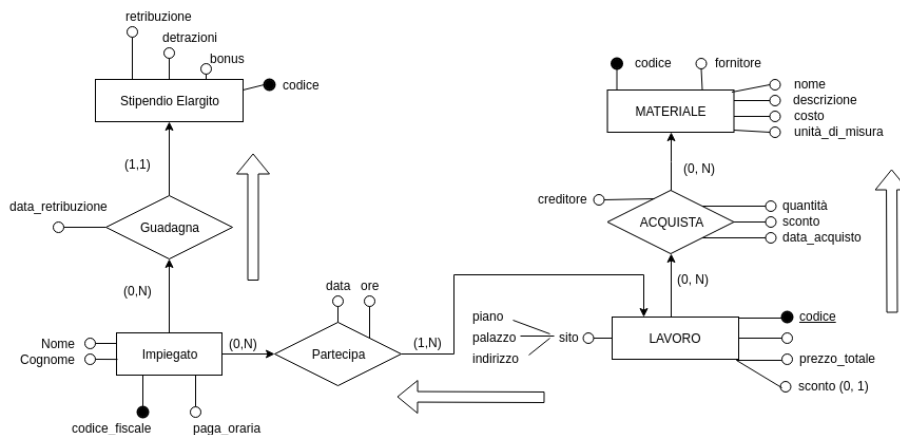 retribuzione
detrazioni
bonus
codice
Stipendio Elargito
(1,1)
data_retribuzione
Guadagna
(0,N)
Nome
Cognome
Impiegato
codice_fiscale
paga_oraria
(0,N)
data
ore
Partecipa
(1,N)
codice
fornitore
nome
descrizione
costo
unità_di_misura
MATERIALE
(0, N)
creditore
ACQUISTA
quantità
sconto
data_acquisto
(0, N)
piano
palazzo
indirizzo
sito
LAVORO
codice
prezzo_totale
sconto (0, 1)